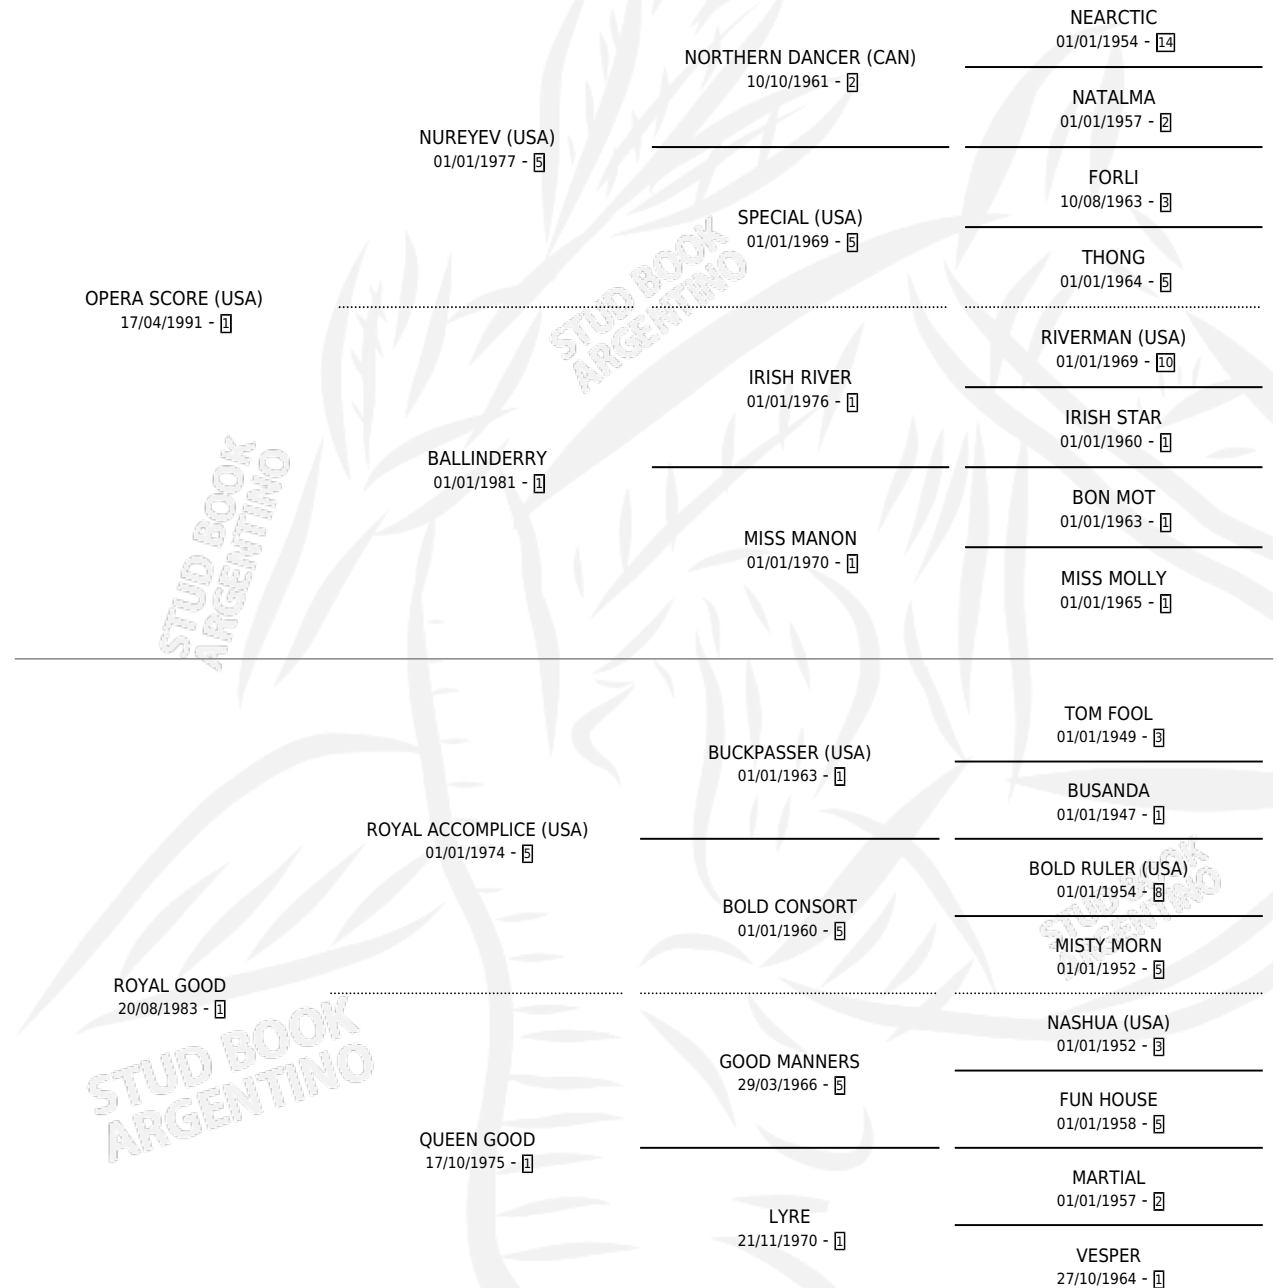 NEARCTIC
01/01/1954 - 14
NORTHERN DANCER (CAN)
10/10/1961 - 2
NATALMA
01/01/1957 - 2
NUREYEV (USA)
01/01/1977 - 5
FORLI
10/08/1963 - 3
SPECIAL (USA)
01/01/1969 - 5
THONG
01/01/1964 - 5
OPERA SCORE (USA)
17/04/1991 - 1
RIVERMAN (USA)
01/01/1969 - 10
IRISH RIVER
01/01/1976 - 1
IRISH STAR
01/01/1960 - 1
BALLINDERRY
01/01/1981 - 1
BON MOT
01/01/1963 - 1
MISS MANON
01/01/1970 - 1
MISS MOLLY
01/01/1965 - 1
TOM FOOL
01/01/1949 - 3
BUCKPASSER (USA)
01/01/1963 - 1
BUSANDA
01/01/1947 - 1
ROYAL ACCOMPLICE (USA)
01/01/1974 - 5
BOLD RULER (USA)
01/01/1954 - 8
BOLD CONSORT
01/01/1960 - 5
MISTY MORN
01/01/1952 - 5
ROYAL GOOD
20/08/1983 - 1
NASHUA (USA)
01/01/1952 - 3
GOOD MANNERS
29/03/1966 - 5
FUN HOUSE
01/01/1958 - 5
QUEEN GOOD
17/10/1975 - 1
MARTIAL
01/01/1957 - 2
LYRE
21/11/1970 - 1
VESPER
27/10/1964 - 1
STUD BOOK
ARGENTINO
STUD BOOK
ARGENTINO
STUD BOOK
ARGENTINO
STUD BOOK
ARGENTINO